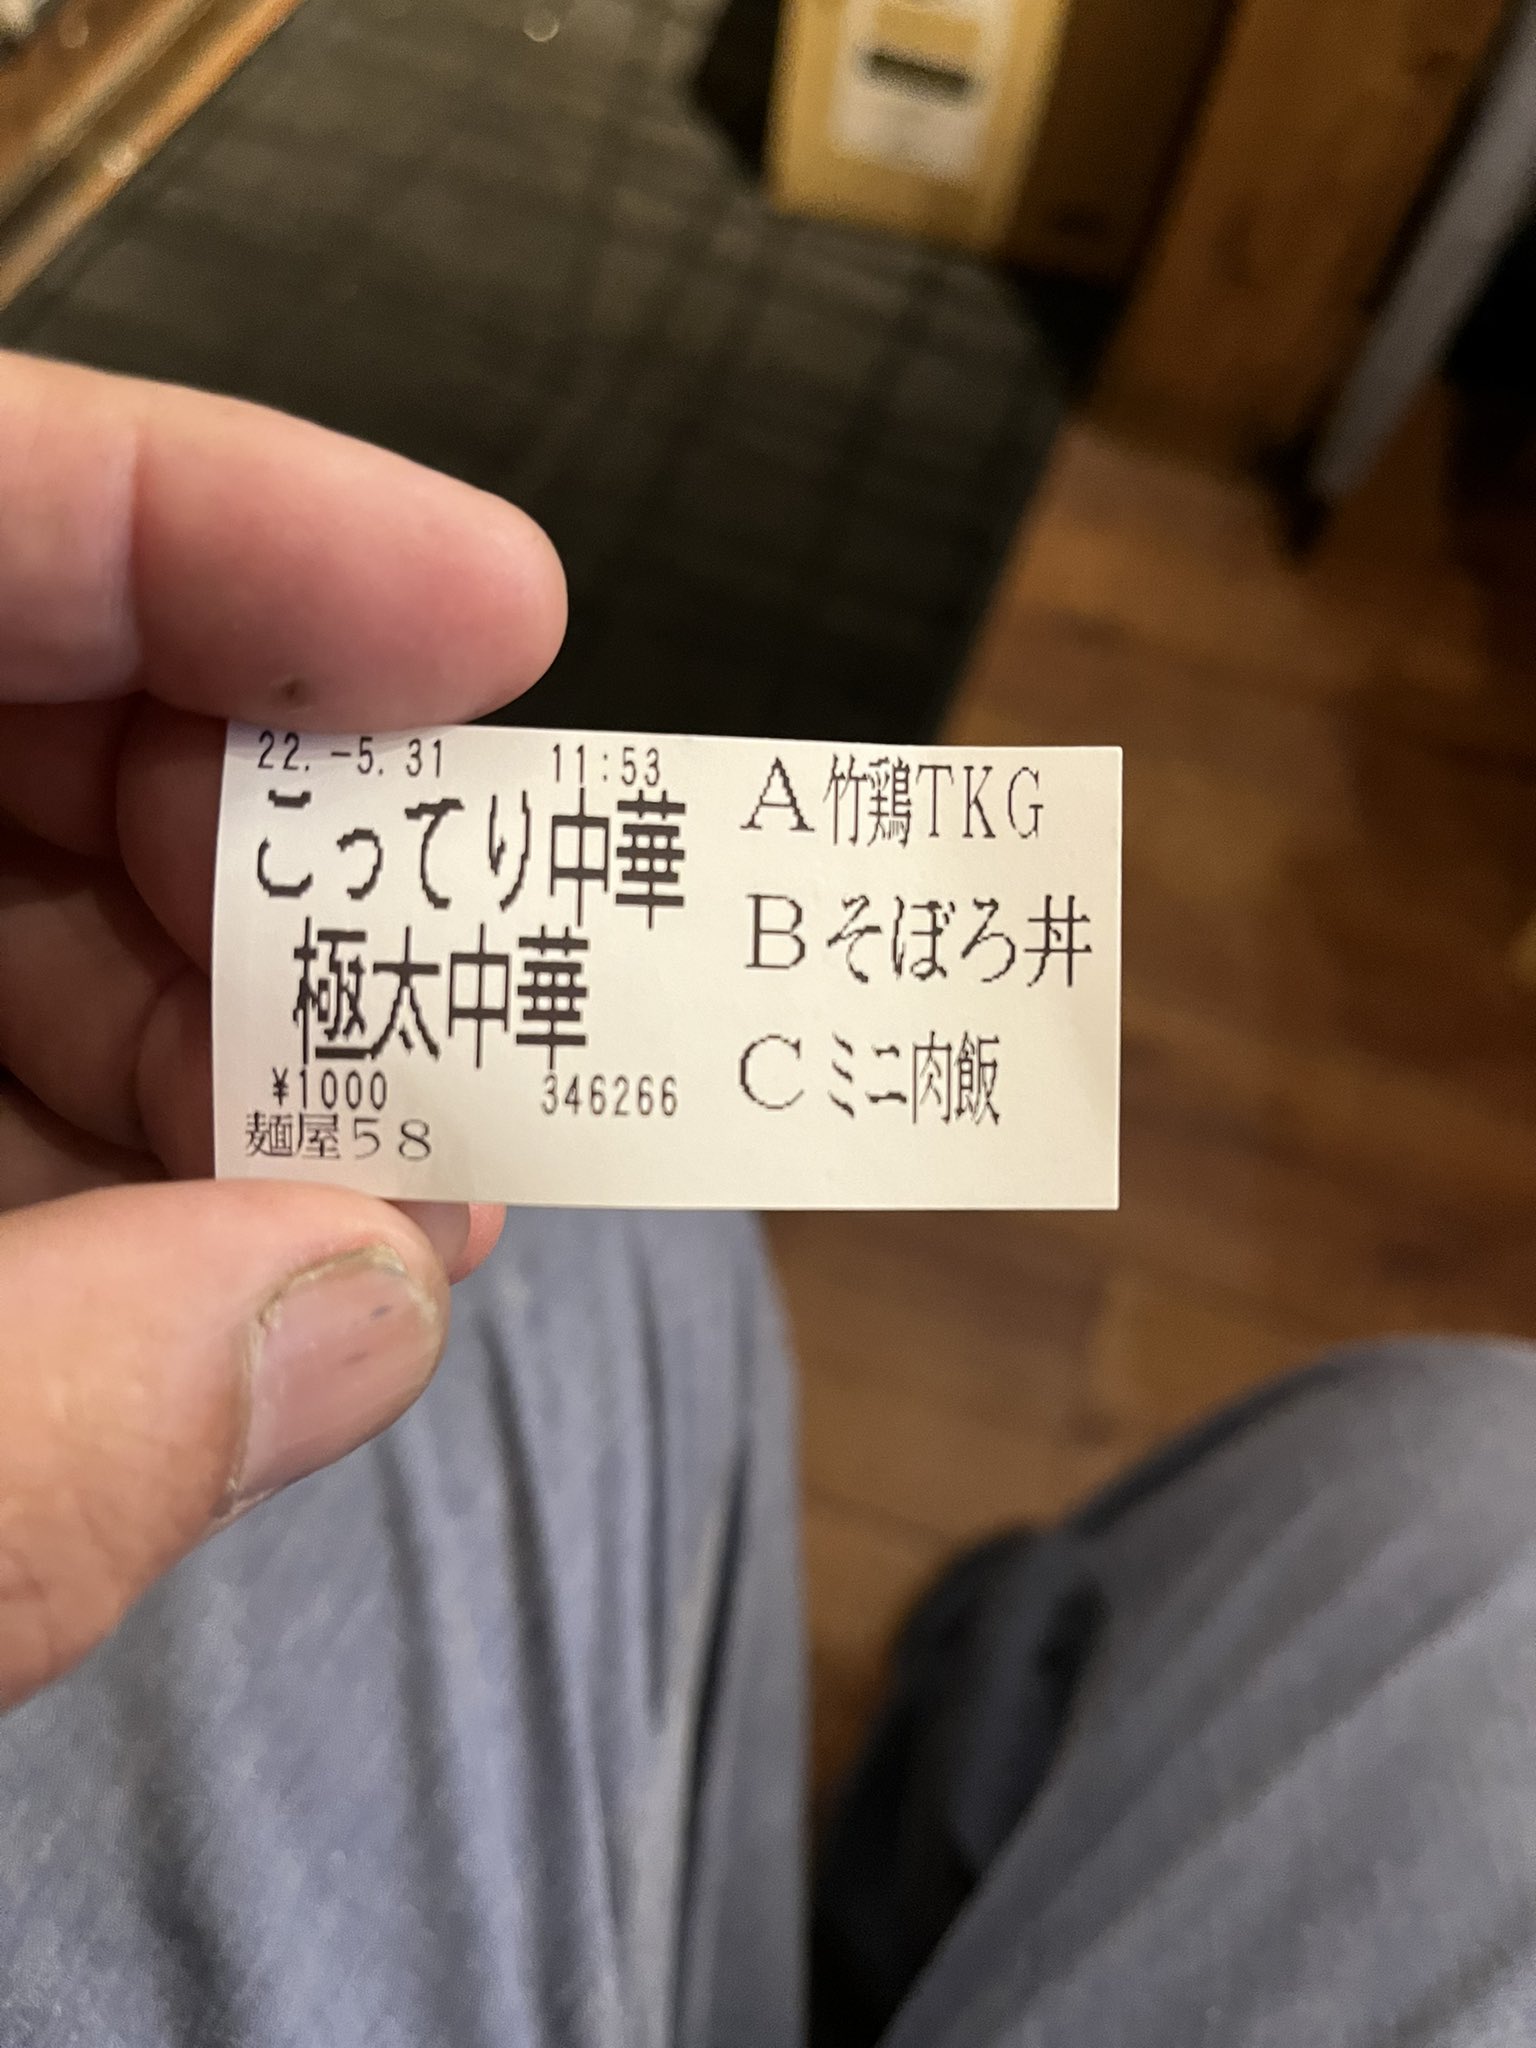 22.-5.31 11:53
こってり中華
極太中華
¥1000 346266
麺屋58
A竹鶏TKG
Bそぼろ丼
Cミニ肉飯